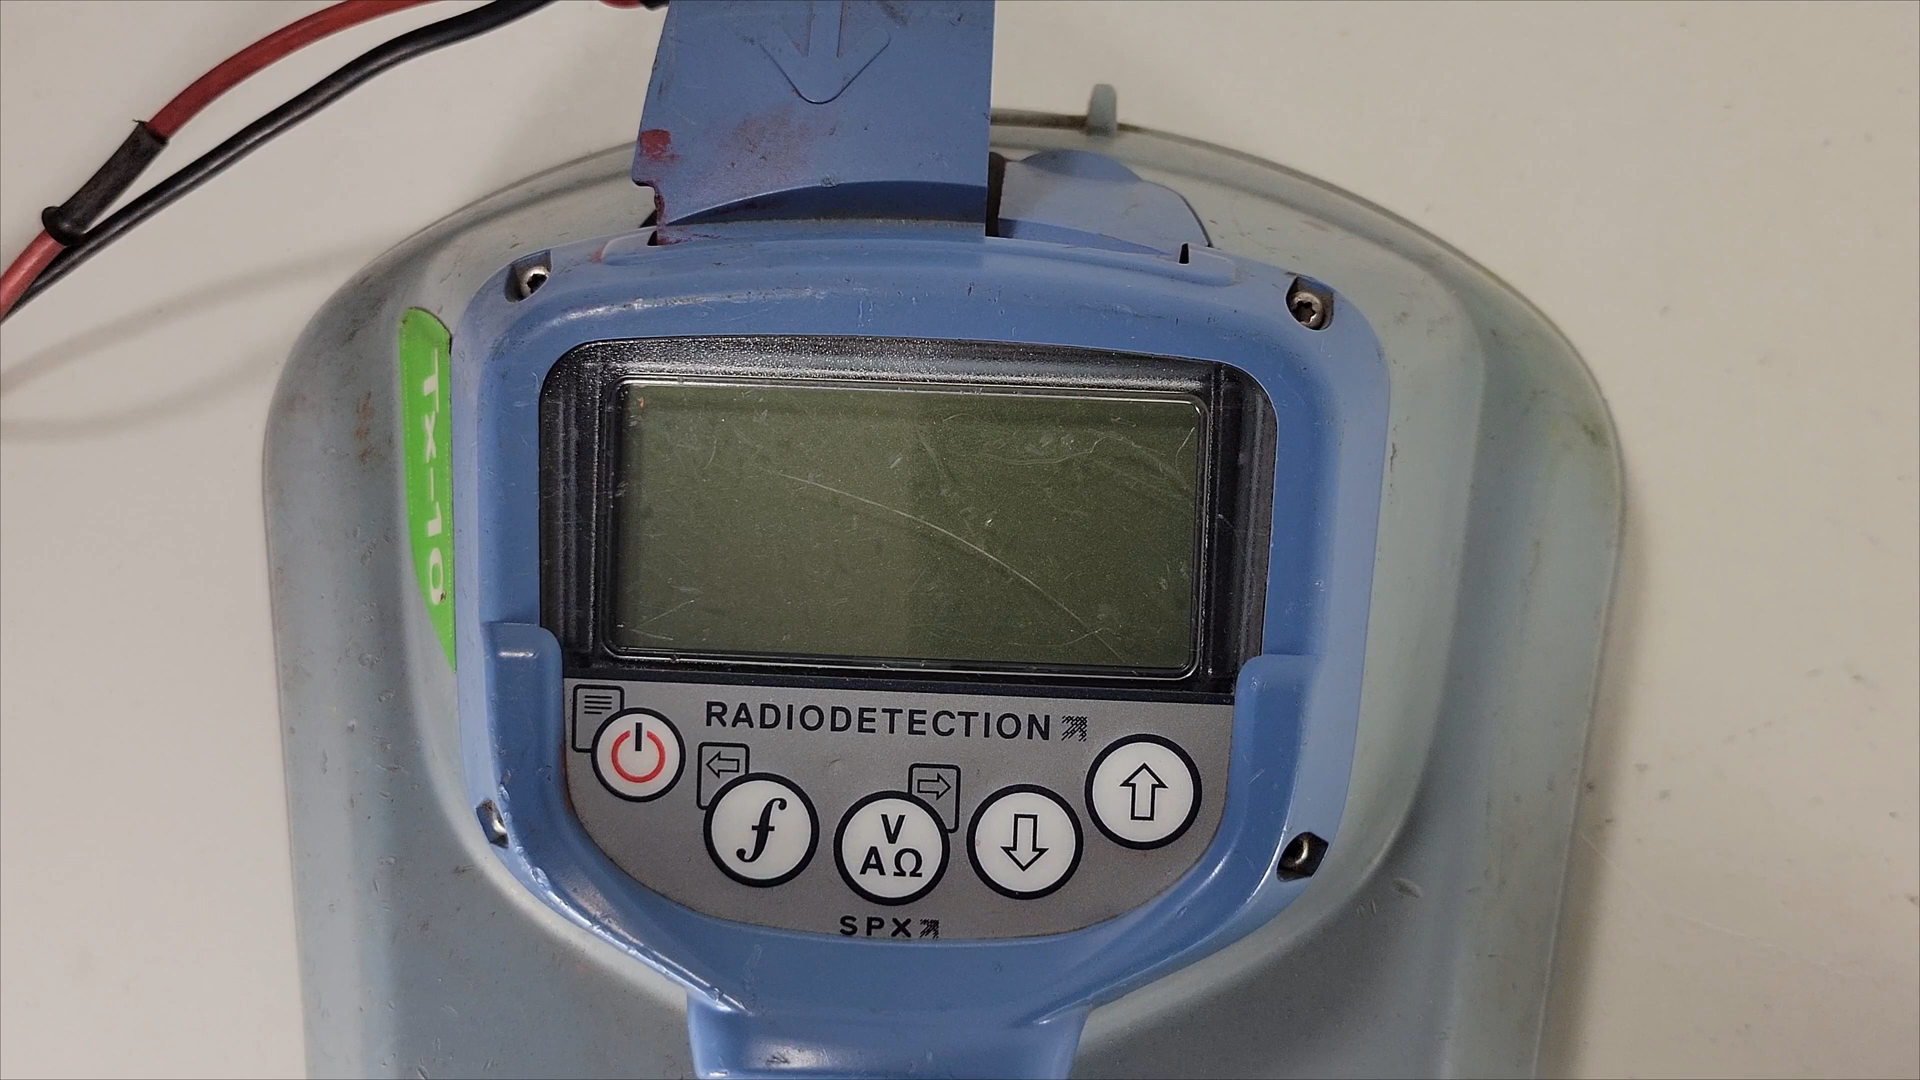 Tx-10
RADIODETECTION
f
V
AΩ
SPX